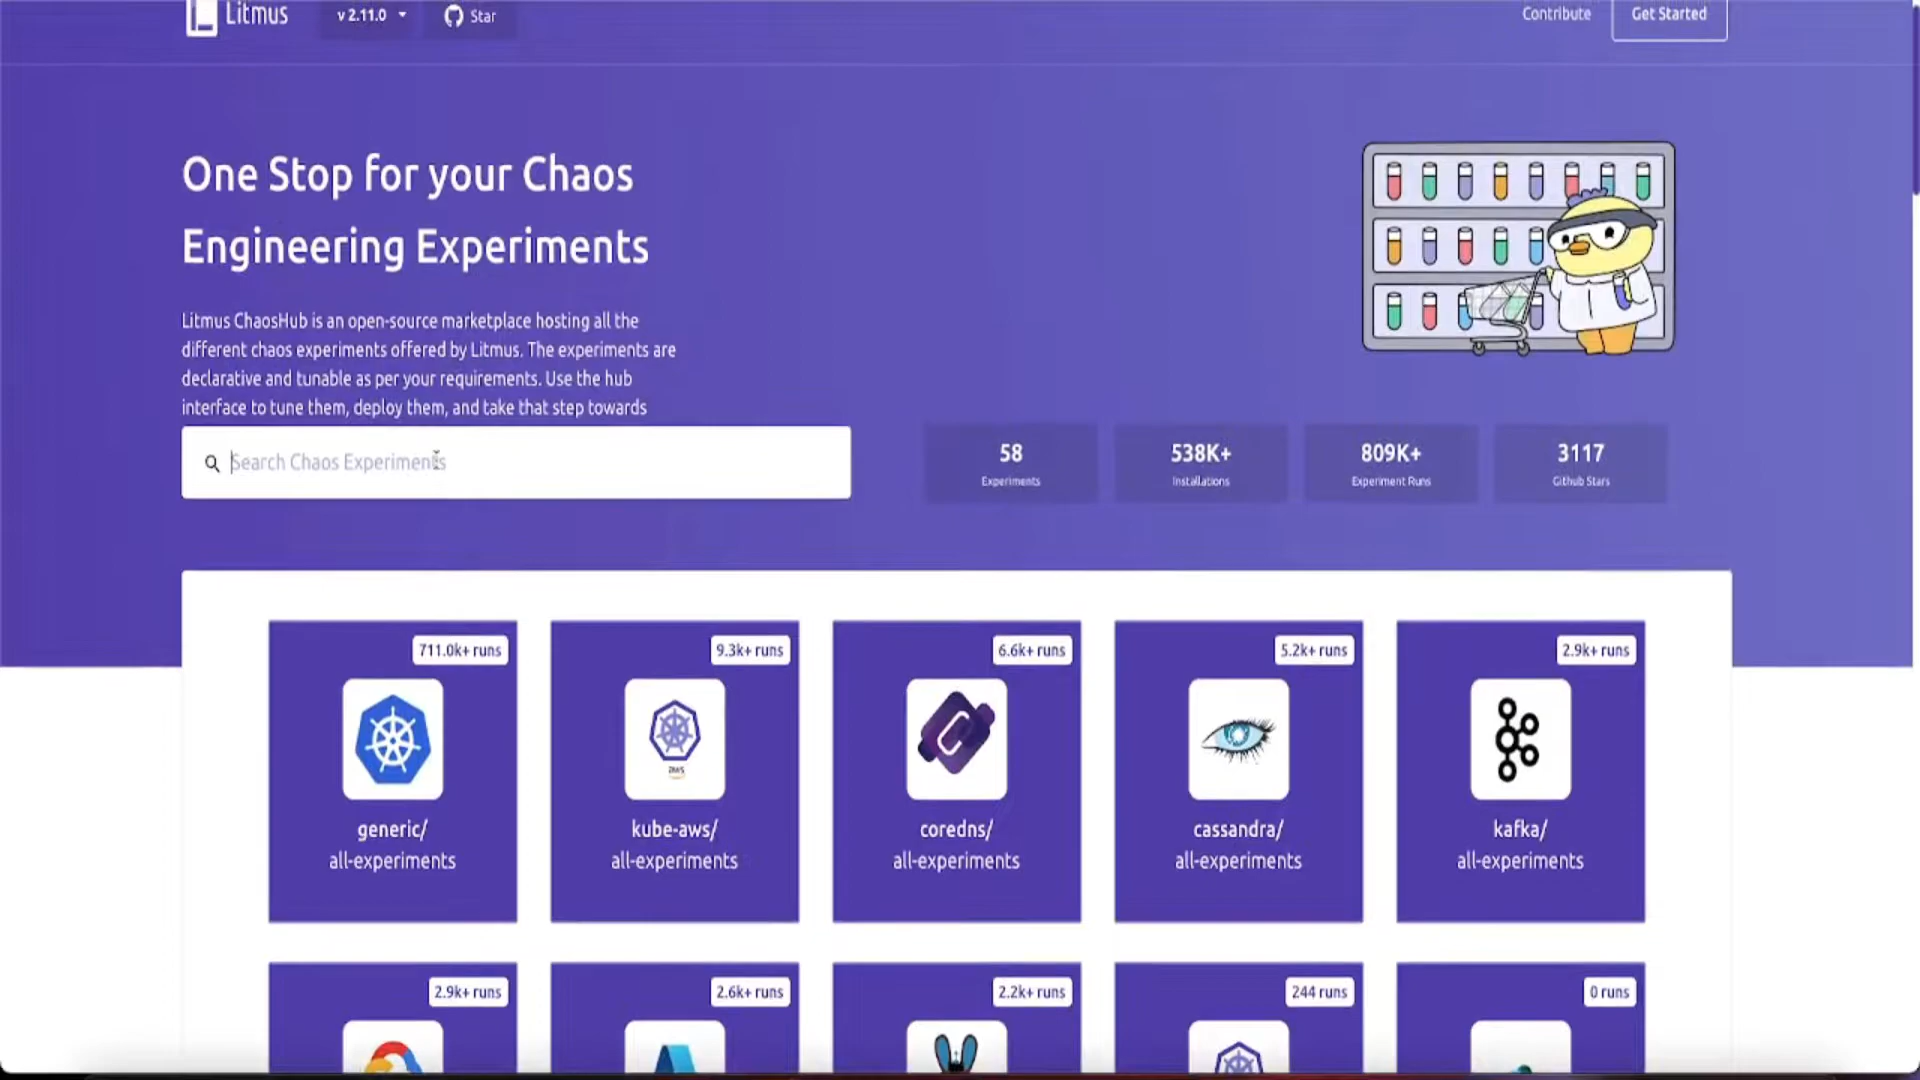 Litmus
v 2.11.0
Star
Contribute
Get Started
One Stop for your Chaos
Engineering Experiments
Litmus ChaosHub is an open-source marketplace hosting all the
different chaos experiments offered by Litmus. The experiments are
declarative and tunable as per your requirements. Use the hub
interface to tune them, deploy them, and take that step towards
Search Chaos Experiments
58
Experiments
538K+
Installations
809K+
Experiment Runs
3117
Github Stars
711.0k+ runs
generic/
all-experiments
9.3k+ runs
aws
kube-aws/
all-experiments
6.6k+ runs
coredns/
all-experiments
5.2k+ runs
cassandra/
all-experiments
2.9k+ runs
kafka/
all-experiments
2.9k+ runs
2.6k+ runs
2.2k+ runs
244 runs
0 runs